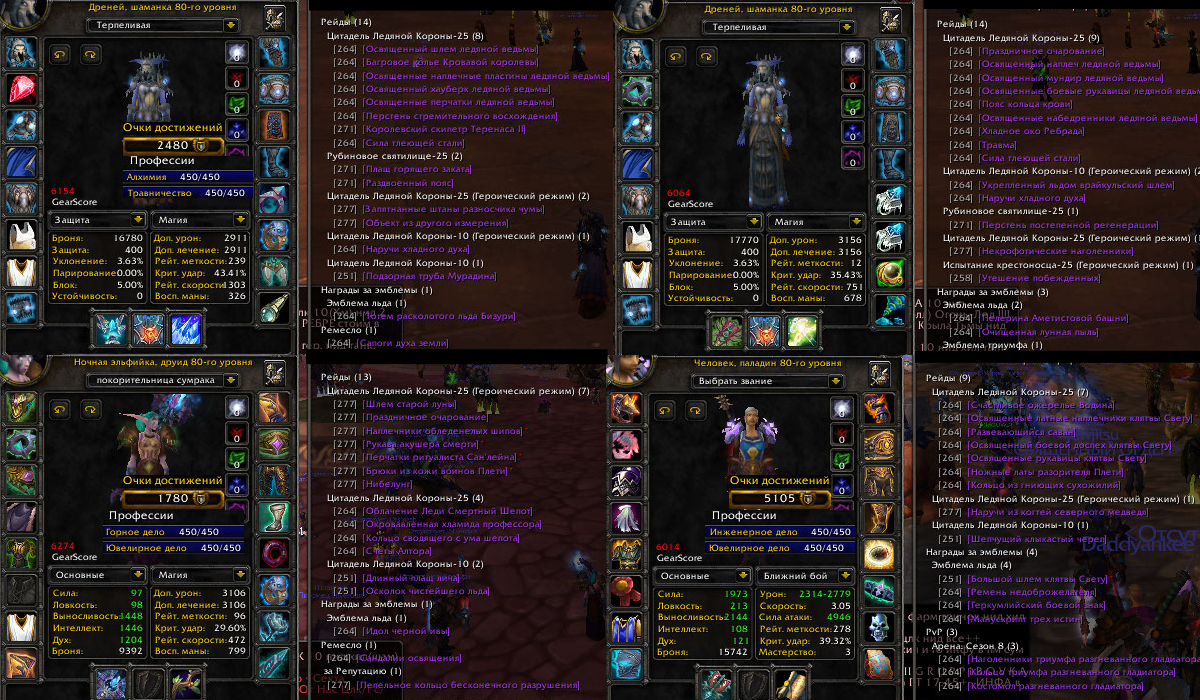 Дреней, шаманка 80-го уровня
Терпеливая
Очки достижений
2480
Профессии
Алхимия 450/450
Травничество 450/450
6154
GearScore
Защита
Магия
Броня: 16780
Защита: 400
Уклонение: 3.63%
Парирование: 0.00%
Блок: 5.00%
Устойчивость: 0
Доп. урон: 2911
Доп. лечение: 2911
Рейт. меткости: 239
Крит. удар: 43.41%
Рейт. скорости: 1303
Восп. маны: 326
Рейды (14)
Цитадель Ледяной Короны-25 (8)
[264] [Освященный шлем ледяной ведьмы]
[264] [Багровое колье Кровавой королевы]
[264] [Освященные наплечные пластины ледяной ведьмы]
[264] [Освященный хауберк ледяной ведьмы]
[264] [Освященные перчатки ледяной ведьмы]
[264] [Перстень стремительного восхождения]
[271] [Королевский скипетр Теренаса II]
[264] [Сила глетчерной стали]
Рубиновое святилище-25 (2)
[271] [Плащ горящего заката]
[271] [Раздвоенный пояс]
Цитадель Ледяной Короны-25 (Героический режим) (2)
[277] [Запятнанные штаны разносчика чумы]
[277] [Объект из другого измерения]
Цитадель Ледяной Короны-10 (Героический режим) (1)
[264] [Наручи хладного духа]
Цитадель Ледяной Короны-10 (1)
[251] [Подзорная труба Мурадина]
Награды за эмблемы (1)
Эмблема льда (1)
[264] [Тотем расколотого льда Бизури]
Ремесло (1)
[264] [Сапоги духа земли]
Дреней, шаманка 80-го уровня
Терпеливая
6064
GearScore
Защита
Магия
Броня: 17770
Защита: 400
Уклонение: 3.63%
Парирование: 0.00%
Блок: 5.00%
Устойчивость: 0
Доп. урон: 3156
Доп. лечение: 3156
Рейт. меткости: 12
Крит. удар: 35.43%
Рейт. скорости: 751
Восп. маны: 678
Рейды (14)
Цитадель Ледяной Короны-25 (9)
[264] [Праздничное очарование]
[264] [Освященный наплеч ледяной ведьмы]
[264] [Освященный мундир ледяной ведьмы]
[264] [Освященные боевые рукавицы ледяной ведьмы]
[264] [Пояс кольца крови]
[264] [Освященные набедренники ледяной ведьмы]
[264] [Хладное око Ребрада]
[264] [Травма]
[264] [Сила глетчерной стали]
Цитадель Ледяной Короны-10 (Героический режим) (2
[264] [Укрепленный льдом врайкульский шлем]
[264] [Наручи хладного духа]
Рубиновое святилище-25 (1)
[271] [Перстень постепенной регенерации]
Цитадель Ледяной Короны-25 (Героический режим) (1
[277] [Некрофотические наголенники]
Испытание крестоносца-25 (Героический режим) (1)
[258] [Утешение побежденных]
Награды за эмблемы (3)
Эмблема льда (2)
[264] [Пелерина Аметистовой башни]
[264] [Очищенная лунная пыль]
Эмблема триумфа (1)
Ночная эльфийка, друид 80-го уровня
покорительница сумрака
Очки достижений
1780
Профессии
Горное дело 450/450
Ювелирное дело 450/450
6274
GearScore
Основные
Магия
Сила: 97
Ловкость: 98
Выносливость: 1448
Интеллект: 1446
Дух: 1204
Броня: 9392
Доп. урон: 3106
Доп. лечение: 3106
Рейт. меткости: 96
Крит. удар: 29.60%
Рейт. скорости: 472
Восп. маны: 799
Рейды (13)
Цитадель Ледяной Короны-25 (Героический режим) (7)
[277] [Шлем старой луны]
[277] [Праздничное очарование]
[277] [Наплечники обледенелых шипов]
[277] [Рукава акушера смерти]
[277] [Перчатки ритуалиста Сан'лейна]
[277] [Брюки из кожи воинов Плети]
[277] [Нибелунг]
Цитадель Ледяной Короны-25 (4)
[264] [Облачение Леди Смертный Шепот]
[264] [Окровавленная хламида профессора]
[264] [Кольцо сводящего с ума шепота]
[264] [Счеты Алтора]
Цитадель Ледяной Короны-10 (2)
[251] [Длинный плащ лича]
[251] [Осколок чистейшего льда]
Награды за эмблемы (1)
Эмблема льда (1)
[264] [Идол черной ивы]
Ремесло (1)
[264] [Сандалии освящения]
за Репутацию (1)
[277] [Пепельное кольцо бесконечного разрушения]
Человек, паладин 80-го уровня
Выбрать звание
Очки достижений
5105
Профессии
Инженерное дело 450/450
Ювелирное дело 450/450
6014
GearScore
Основные
Ближний бой
Сила: 1973
Ловкость: 213
Выносливость: 2144
Интеллект: 108
Дух: 121
Броня: 15742
Урон: 2314-2779
Скорость: 3.05
Сила атаки: 4946
Рейт. меткости: 278
Крит. удар: 39.32%
Мастерство: 3
Рейды (9)
Цитадель Ледяной Короны-25 (7)
[264] [Счастливое ожерелье Водина]
[264] [Освященные латные наплечники клятвы Свету]
[264] [Развевающийся саван]
[264] [Освященный боевой доспех клятвы Свету]
[264] [Освященные рукавицы клятвы Свету]
[264] [Ножные латы разорителя Плети]
[264] [Кольцо из гниющих сухожилий]
Цитадель Ледяной Короны-25 (Героический режим) (1)
[277] [Наручи из когтей северного медведя]
Цитадель Ледяной Короны-10 (1)
[251] [Шелчущий клыкастый череп]
Награды за эмблемы (4)
Эмблема льда (4)
[251] [Большой шлем клятвы Свету]
[264] [Ремень недоброжелателя]
[264] [Геркумлийский боевой знак]
[264] [Манускрипт трех истин]
PvP (3)
Арена: Сезон 8 (3)
[264] [Наголенники триумфа разгневанного гладиатора]
[264] [Кольцо триумфа разгневанного гладиатора]
[264] [Костолом разгневанного гладиатора]
Daddyankee